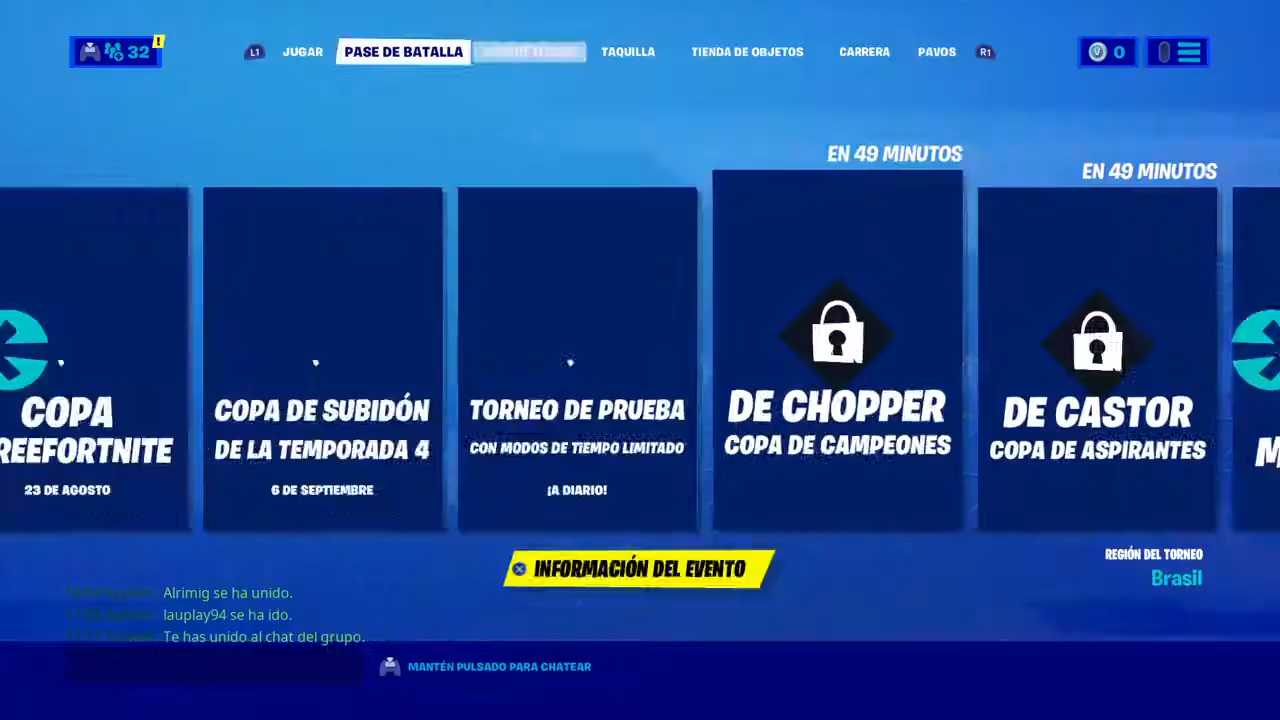 32
L1
JUGAR
PASE DE BATALLA
TAQUILLA
TIENDA DE OBJETOS
CARRERA
PAVOS
R1
0
EN 49 MINUTOS
EN 49 MINUTOS
COPA
REEFORTNITE
23 DE AGOSTO
COPA DE SUBIDÓN
DE LA TEMPORADA 4
6 DE SEPTIEMBRE
TORNEO DE PRUEBA
CON MODOS DE TIEMPO LIMITADO
¡A DIARIO!
DE CHOPPER
COPA DE CAMPEONES
DE CASTOR
COPA DE ASPIRANTES
M
INFORMACIÓN DEL EVENTO
REGIÓN DEL TORNEO
Brasil
Alrimig se ha unido.
lauplay94 se ha ido.
Te has unido al chat del grupo.
MANTÉN PULSADO PARA CHATEAR